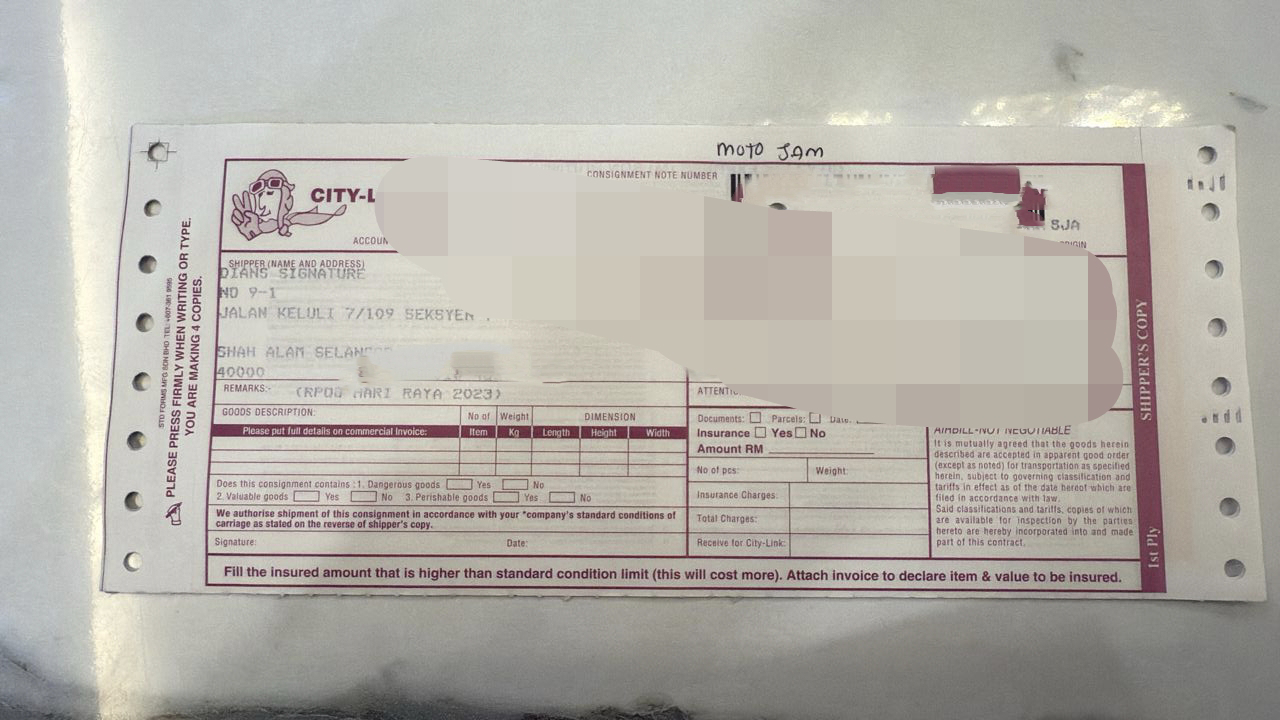 MOTO JAM
CITY-L
CONSIGNMENT NOTE NUMBER
SJA
SHIPPER (NAME AND ADDRESS)
DIANS SIGNATURE
NO 9-1
JALAN KELULI 7/109 SEKSYEN
SHAH ALAM
40000
REMARKS:- (RPOD HARI RAYA 2023)
GOODS DESCRIPTION: No of Weight DIMENSION
Please put full details on commercial Invoice: Item Kg Length Height Width
Does this consignment contains : 1. Dangerous goods Yes No
2. Valuable goods Yes No 3. Perishable goods Yes No
We authorise shipment of this consignment in accordance with your *company's standard conditions of
carriage as stated on the reverse of shipper's copy.
Signature: Date:
Documents: Parcels: Date:
Insurance Yes No
Amount RM
No of pcs: Weight:
Insurance Charges:
Total Charges:
Receive for City-Link:
AIRBILL-NOT NEGOTIABLE
It is mutually agreed that the goods herein
described are accepted in apparent good order
(except as noted) for transportation as specified
herein, subject to governing classification and
tariffs in effect as of the date hereof which are
filed in accordance with law.
Said classifications and tariffs, copies of which
are available for inspection by the parties
hereto are hereby incorporated into and made
part of this contract.
Fill the insured amount that is higher than standard condition limit (this will cost more). Attach invoice to declare item & value to be insured.
STD FORMS MFG SDN BHD
PLEASE PRESS FIRMLY WHEN WRITING OR TYPE.
YOU ARE MAKING 4 COPIES.
SHIPPER'S COPY
1st Ply